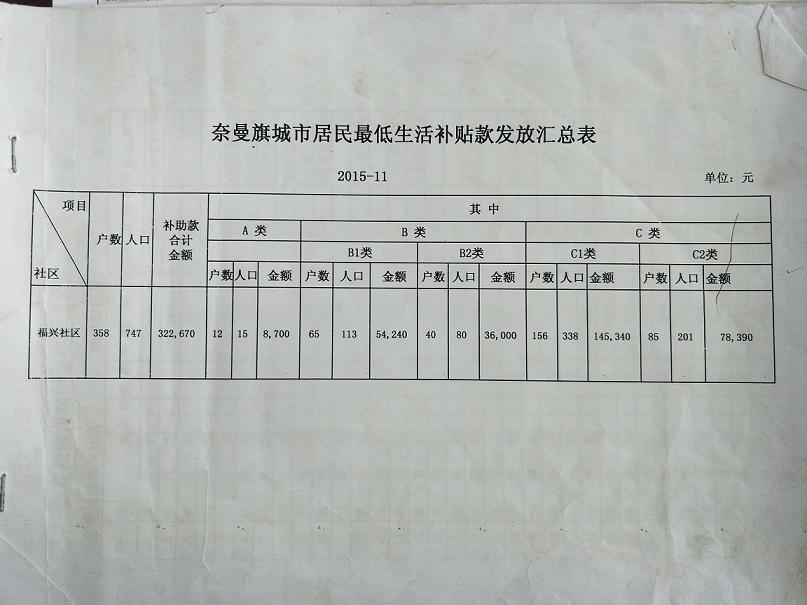 奈曼旗城市居民最低生活补贴款发放汇总表
2015-11 单位：元
项目 社区 户数 人口 补助款合计金额 其 中
A 类 B 类 C 类
B1类 B2类 C1类 C2类
户数 人口 金额 户数 人口 金额 户数 人口 金额 户数 人口 金额 户数 人口 金额
福兴社区 358 747 322,670 12 15 8,700 65 113 54,240 40 80 36,000 156 338 145,340 85 201 78,390